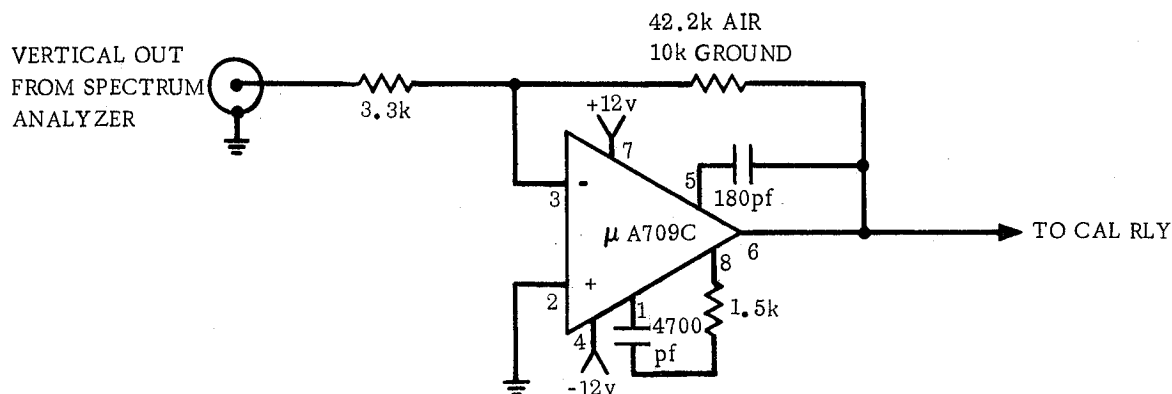 42.2k AIR
10k GROUND
VERTICAL OUT
FROM SPECTRUM
ANALYZER
3.3k
+12v
7
5
180pf
3
-
μ A709C
6
TO CAL RLY
8
2
+
1
1.5k
4
4700
pf
-12v